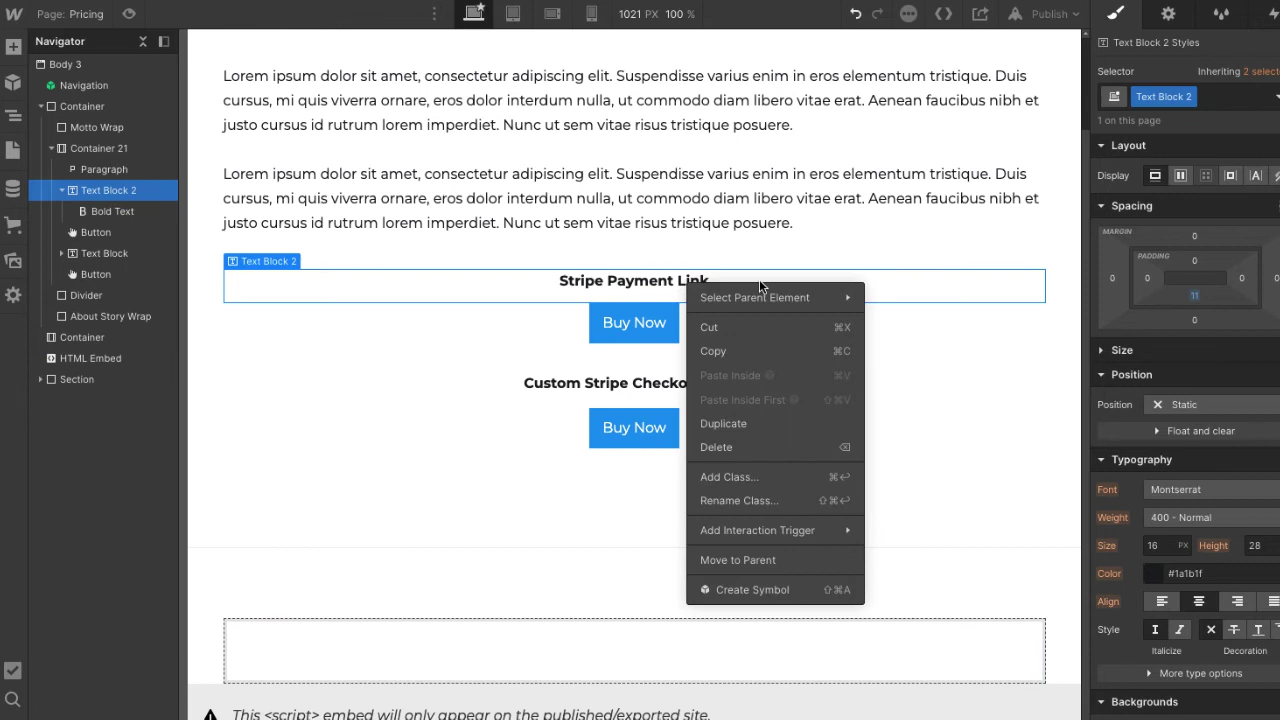 Page: Pricing
1021 PX 100 %
Publish
Navigator
Body 3
Navigation
Container
Motto Wrap
Container 21
Paragraph
Text Block 2
Bold Text
Button
Text Block
Button
Divider
About Story Wrap
Container
HTML Embed
Section
Lorem ipsum dolor sit amet, consectetur adipiscing elit. Suspendisse varius enim in eros elementum tristique. Duis
cursus, mi quis viverra ornare, eros dolor interdum nulla, ut commodo diam libero vitae erat. Aenean faucibus nibh et
justo cursus id rutrum lorem imperdiet. Nunc ut sem vitae risus tristique posuere.
Lorem ipsum dolor sit amet, consectetur adipiscing elit. Suspendisse varius enim in eros elementum tristique. Duis
cursus, mi quis viverra ornare, eros dolor interdum nulla, ut commodo diam libero vitae erat. Aenean faucibus nibh et
justo cursus id rutrum lorem imperdiet. Nunc ut sem vitae risus tristique posuere.
Text Block 2
Stripe Payment Link
Buy Now
Custom Stripe Checko
Buy Now
Select Parent Element
Cut ⌘X
Copy ⌘C
Paste Inside ⌘V
Paste Inside First ⇧⌘V
Duplicate
Delete ⌫
Add Class... ⌘↩
Rename Class... ⇧⌘↩
Add Interaction Trigger
Move to Parent
Create Symbol ⇧⌘A
This <script> embed will only appear on the published/exported site.
Text Block 2 Styles
Selector Inheriting 2 select
Text Block 2
1 on this page
Layout
Display
Spacing
MARGIN
0
PADDING
0
0 0 0
11
0
Size
Position
Position Static
Float and clear
Typography
Font Montserrat
Weight 400 - Normal
Size 16 PX Height 28
Color #1a1b1f
Align
Style
Italicize Decoration
More type options
Backgrounds